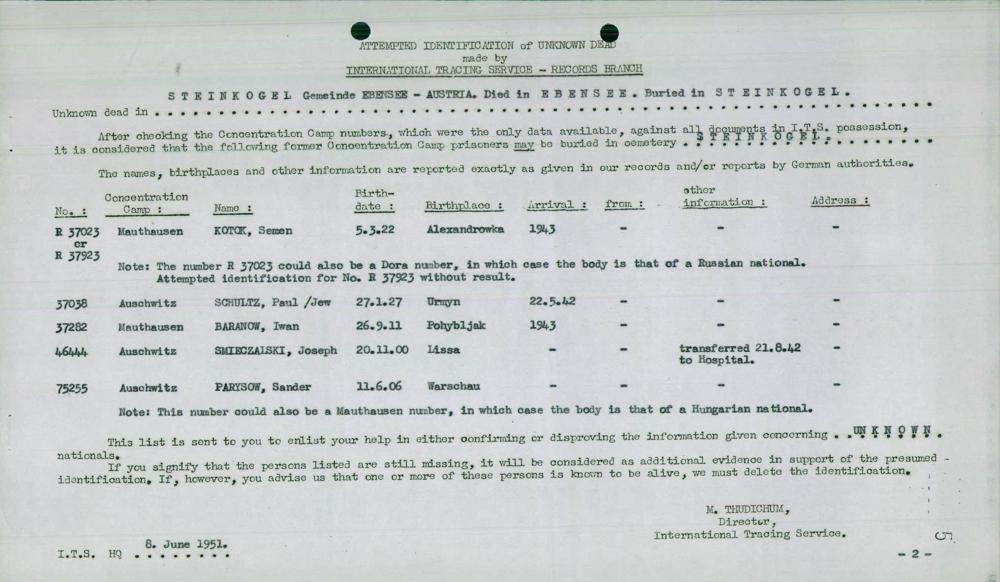 ATTEMPTED IDENTIFICATION of UNKNOWN DEAD
made by
INTERNATIONAL TRACING SERVICE - RECORDS BRANCH
STEINKOGEL Gemeinde EBENSEE - AUSTRIA. Died in EBENSEE. Buried in STEINKOGEL.
Unknown dead in . . . . . . . . . . . . . . . . . . . . . . . . . . . . . . . . . . . . . . . . . . . .
After checking the Concentration Camp numbers, which were the only data available, against all documents in I.T.S. possession,
it is considered that the following former Concentration Camp prisoners may be buried in cemetery . STEINKOGEL. . . . . . . .
The names, birthplaces and other information are reported exactly as given in our records and/or reports by German authorities.
No. : Concentration Camp : Name : Birth-date : Birthplace : Arrival : from : other information : Address :
R 37023 Mauthausen KOTOK, Semen 5.3.22 Alexandrowka 1943 - - -
or
R 37923
Note: The number R 37023 could also be a Dora number, in which case the body is that of a Russian national.
Attempted identification for No. R 37923 without result.
37038 Auschwitz SCHULTZ, Paul /Jew 27.1.27 Urmyn 22.5.42 - - -
37282 Mauthausen BARANOW, Iwan 26.9.11 Pohybljak 1943 - - -
46444 Auschwitz SMIECZALSKI, Joseph 20.11.00 Lissa - - transferred 21.8.42 -
to Hospital.
75255 Auschwitz PARYSOW, Sander 11.6.06 Warschau - - - -
Note: This number could also be a Mauthausen number, in which case the body is that of a Hungarian national.
This list is sent to you to enlist your help in either confirming or disproving the information given concerning . . UNKNOWN. .
nationals.
If you signify that the persons listed are still missing, it will be considered as additional evidence in support of the presumed -
identification. If, however, you advise us that one or more of these persons is known to be alive, we must delete the identification.
M. THUDICHUM,
Director,
International Tracing Service.
I.T.S. HQ 8. June 1951. . . . . . . .
- 2 -